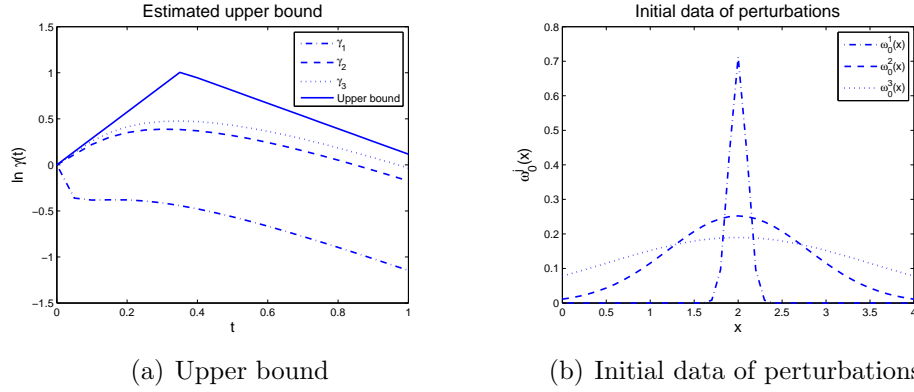 Estimated upper bound
1.5
1
0.5
0
−0.5
−1
−1.5
ln γ(t)
0
0.2
0.4
0.6
0.8
1
t
γ1
γ2
γ3
Upper bound
(a) Upper bound
Initial data of perturbations
0.8
0.7
0.6
0.5
0.4
0.3
0.2
0.1
0
ω₀ʲ(x)
0
0.5
1
1.5
2
2.5
3
3.5
4
x
ω₀¹(x)
ω₀²(x)
ω₀³(x)
(b) Initial data of perturbations